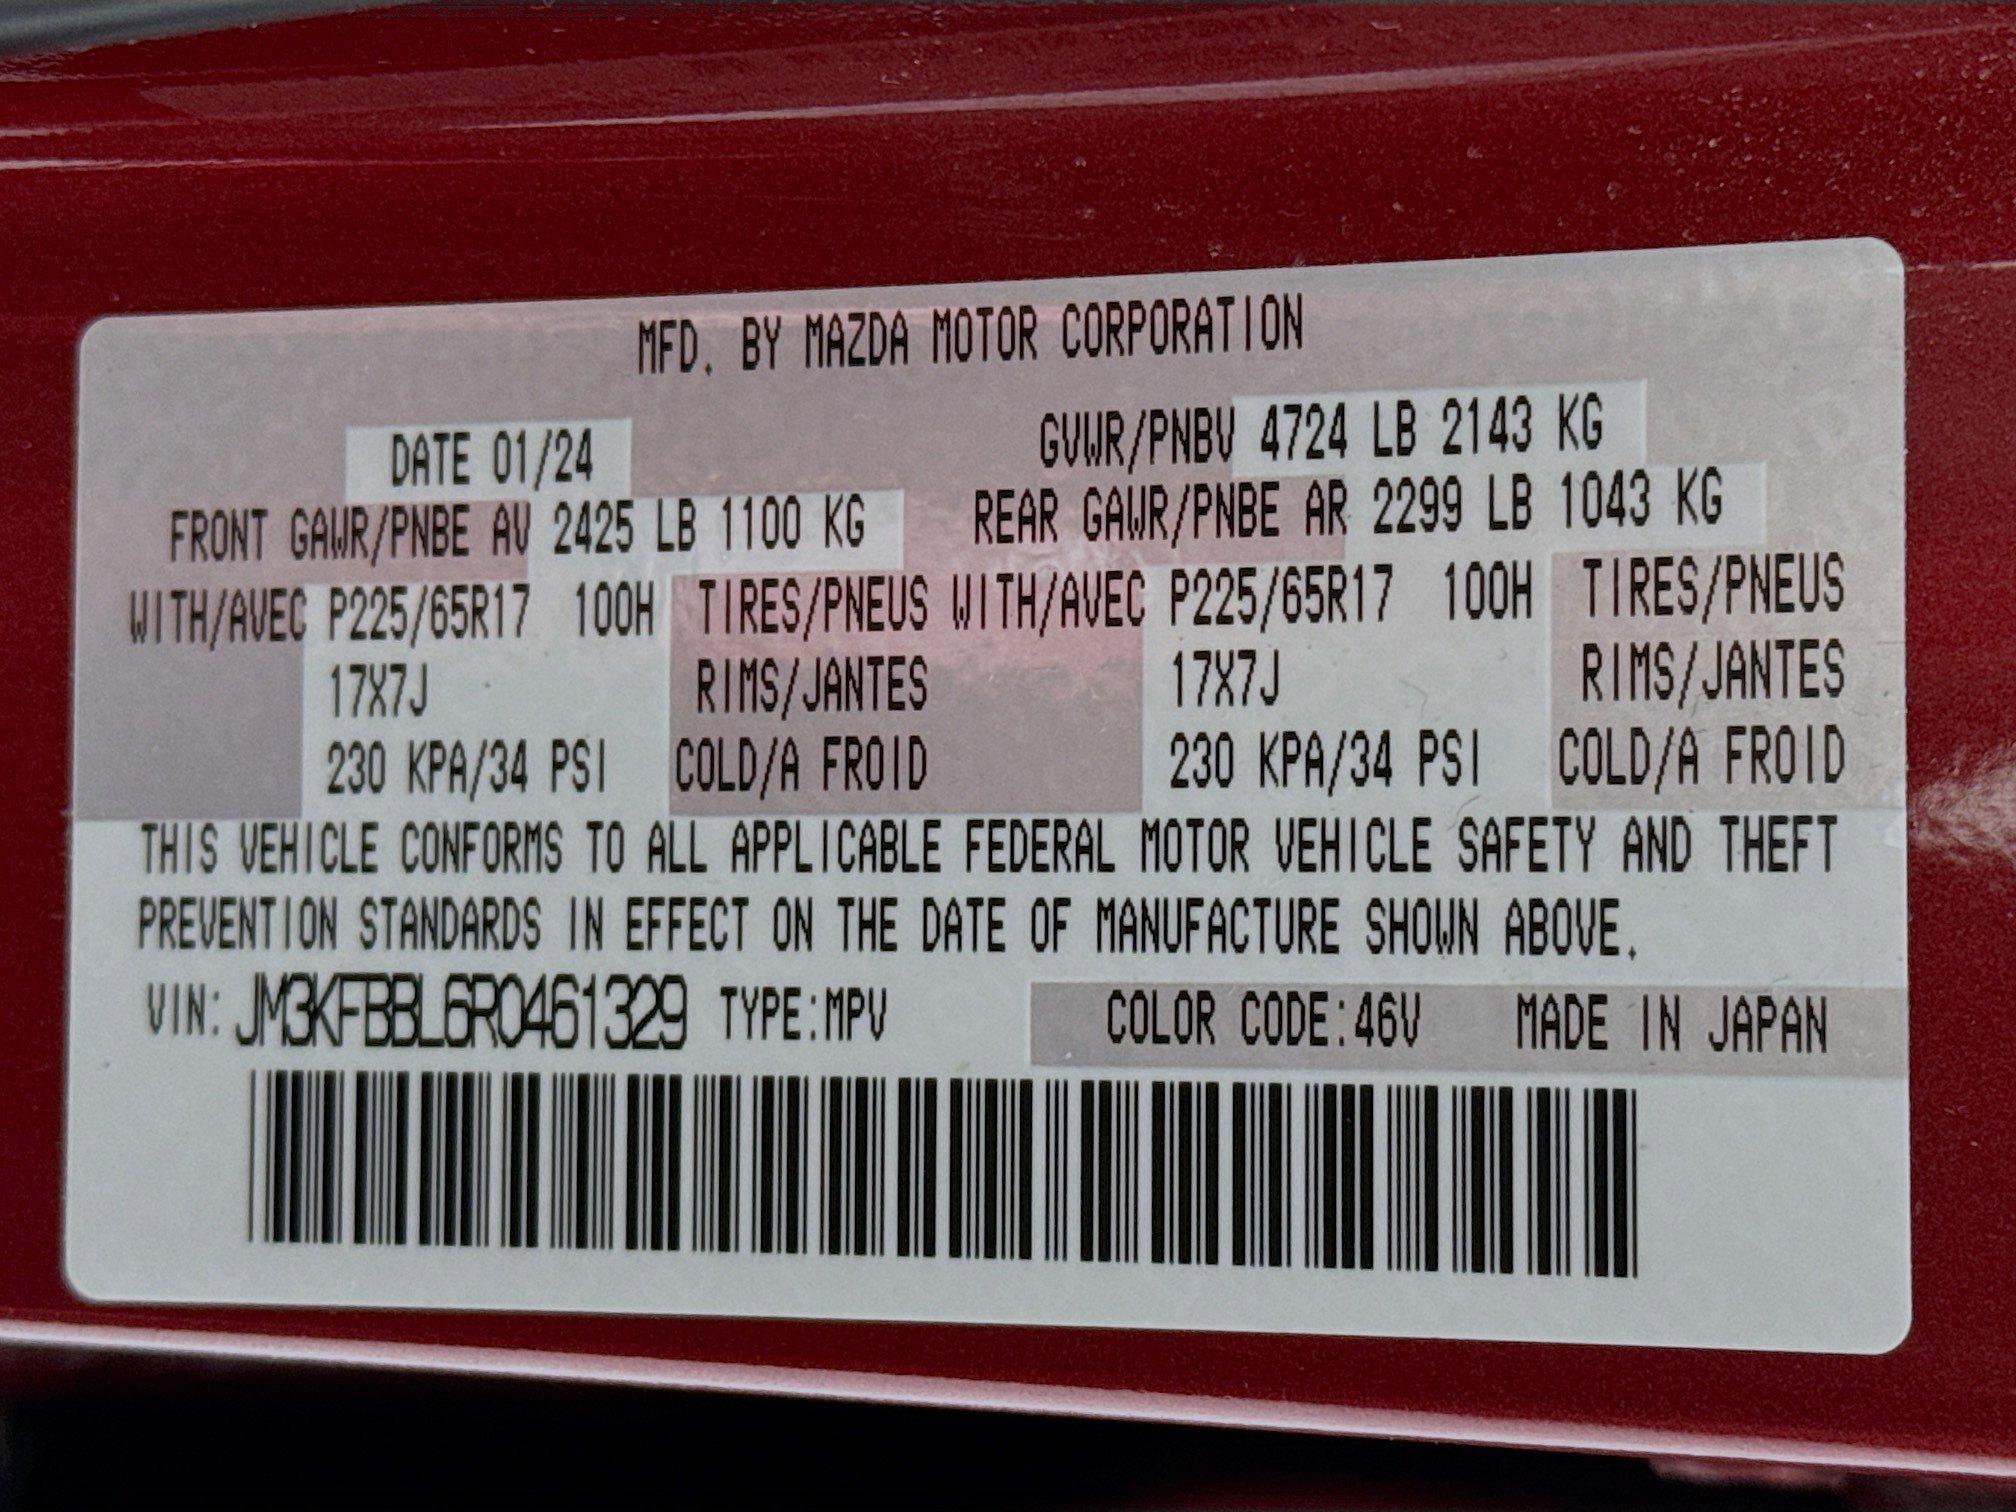 MFD. BY MAZDA MOTOR CORPORATION
DATE 01/24 GVWR/PNBV 4724 LB 2143 KG
FRONT GAWR/PNBE AV 2425 LB 1100 KG REAR GAWR/PNBE AR 2299 LB 1043 KG
WITH/AVEC P225/65R17 100H TIRES/PNEUS WITH/AVEC P225/65R17 100H TIRES/PNEUS
17X7J RIMS/JANTES 17X7J RIMS/JANTES
230 KPA/34 PSI COLD/A FROID 230 KPA/34 PSI COLD/A FROID
THIS VEHICLE CONFORMS TO ALL APPLICABLE FEDERAL MOTOR VEHICLE SAFETY AND THEFT
PREVENTION STANDARDS IN EFFECT ON THE DATE OF MANUFACTURE SHOWN ABOVE.
VIN: JM3KFBBL6R0461329 TYPE:MPV COLOR CODE:46V MADE IN JAPAN